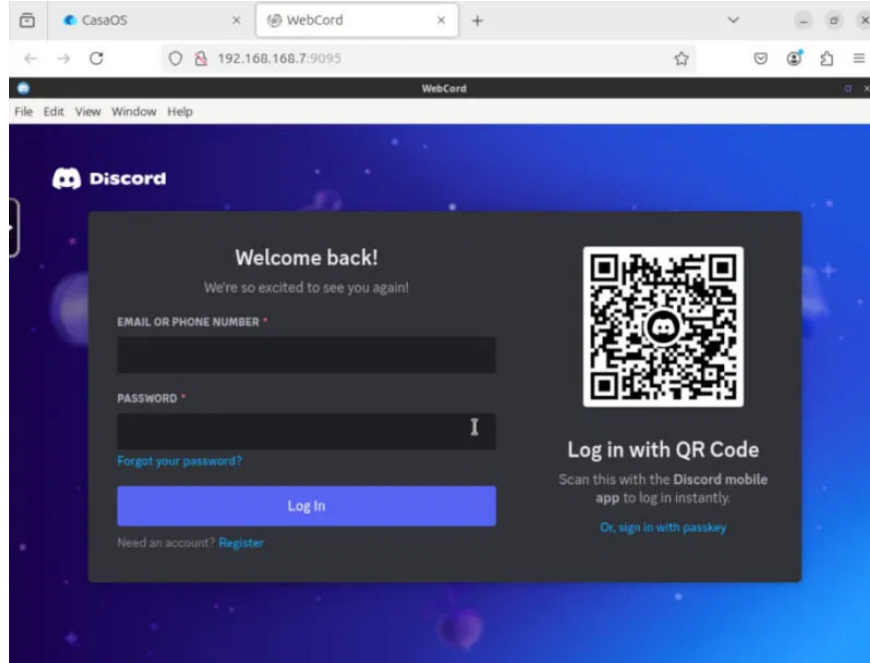 CasaOS
WebCord
192.168.168.7:9095
WebCord
File Edit View Window Help
Discord
Welcome back!
We're so excited to see you again!
EMAIL OR PHONE NUMBER *
PASSWORD *
Forgot your password?
Log In
Need an account? Register
Log in with QR Code
Scan this with the Discord mobile
app to log in instantly.
Or, sign in with passkey